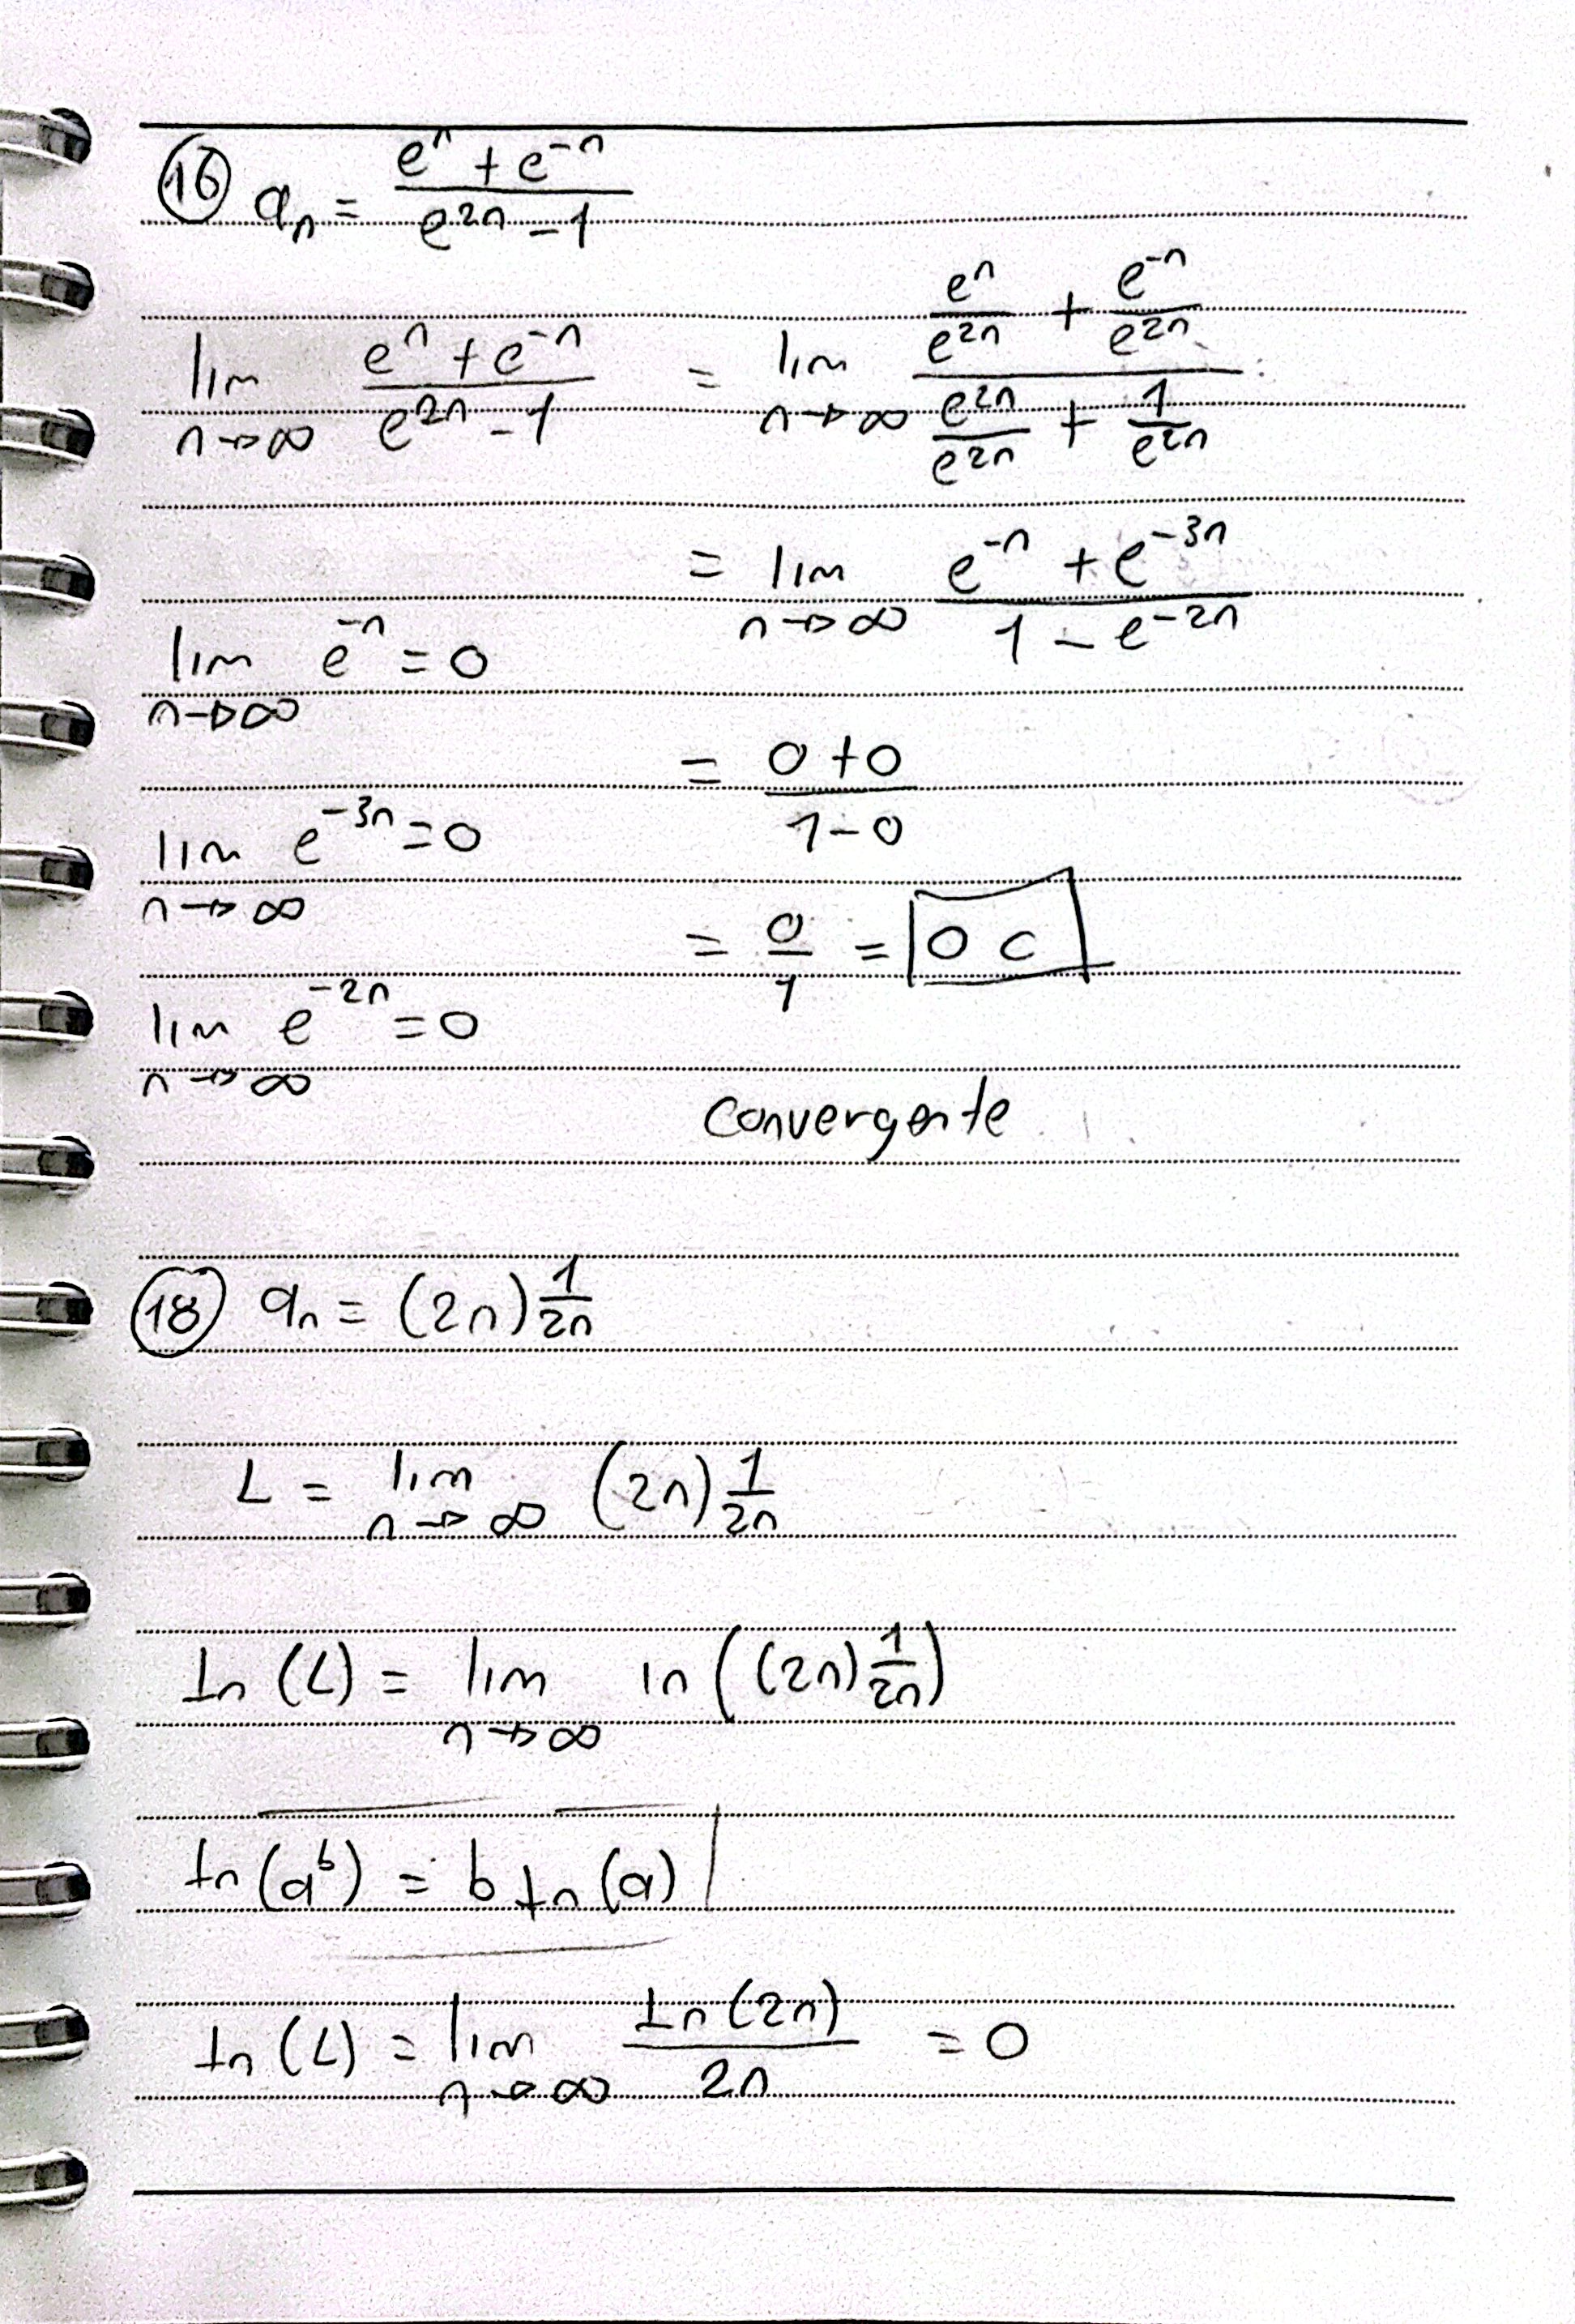 16 aₙ = (eⁿ + e⁻ⁿ)/(e²ⁿ - 1)
lim n→∞ (eⁿ + e⁻ⁿ)/(e²ⁿ - 1) = lim n→∞ (eⁿ/e²ⁿ + e⁻ⁿ/e²ⁿ)/(e²ⁿ/e²ⁿ + 1/e²ⁿ)
= lim n→∞ (e⁻ⁿ + e⁻³ⁿ)/(1 - e⁻²ⁿ)
lim n→∞ e⁻ⁿ = 0
= (0 + 0)/(1 - 0)
lim n→∞ e⁻³ⁿ = 0
= 0/1 = 0 C
lim n→∞ e⁻²ⁿ = 0
Convergente
18 aₙ = (2n) 1/2n
L = lim n→∞ (2n) 1/2n
Ln (L) = lim n→∞ ln ((2n) 1/2n)
Ln (aᵇ) = b Ln (a)
Ln (L) = lim n→∞ Ln (2n)/2n = 0